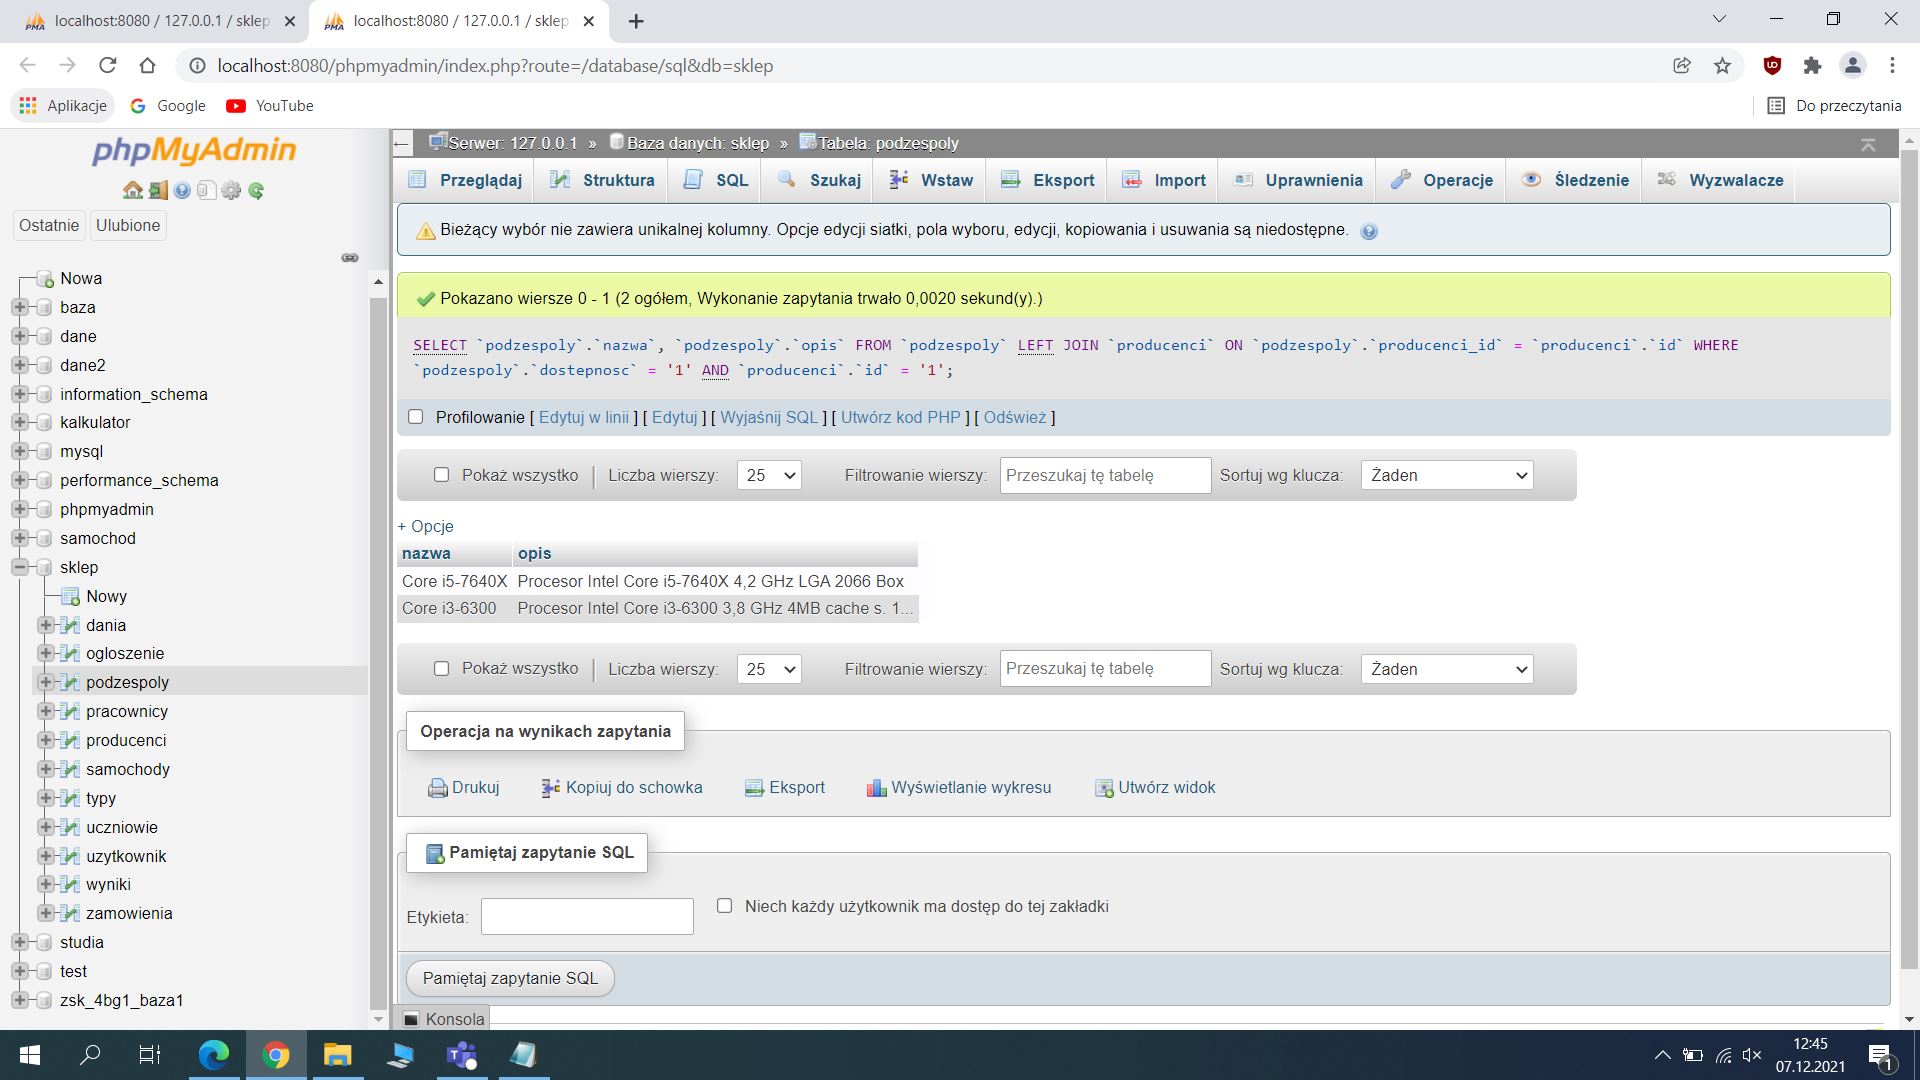 localhost:8080 / 127.0.0.1 / sklep
localhost:8080 / 127.0.0.1 / sklep
localhost:8080/phpmyadmin/index.php?route=/database/sql&db=sklep
Aplikacje Google YouTube Do przeczytania
phpMyAdmin
Ostatnie Ulubione
Nowa
baza
dane
dane2
information_schema
kalkulator
mysql
performance_schema
phpmyadmin
samochod
sklep
Nowy
dania
ogloszenie
podzespoly
pracownicy
producenci
samochody
typy
uczniowie
uzytkownik
wyniki
zamowienia
studia
test
zsk_4bg1_baza1
Serwer: 127.0.0.1 » Baza danych: sklep » Tabela: podzespoly
Przeglądaj Struktura SQL Szukaj Wstaw Eksport Import Uprawnienia Operacje Śledzenie Wyzwalacze
Bieżący wybór nie zawiera unikalnej kolumny. Opcje edycji siatki, pola wyboru, edycji, kopiowania i usuwania są niedostępne.
Pokazano wiersze 0 - 1 (2 ogółem, Wykonanie zapytania trwało 0,0020 sekund(y).)
SELECT `podzespoly`.`nazwa`, `podzespoly`.`opis` FROM `podzespoly` LEFT JOIN `producenci` ON `podzespoly`.`producenci_id` = `producenci`.`id` WHERE
`podzespoly`.`dostepnosc` = '1' AND `producenci`.`id` = '1';
Profilowanie [ Edytuj w linii ] [ Edytuj ] [ Wyjaśnij SQL ] [ Utwórz kod PHP ] [ Odśwież ]
Pokaż wszystko | Liczba wierszy: 25 Filtrowanie wierszy: Przeszukaj tę tabelę Sortuj wg klucza: Żaden
+ Opcje
nazwa opis
Core i5-7640X Procesor Intel Core i5-7640X 4,2 GHz LGA 2066 Box
Core i3-6300 Procesor Intel Core i3-6300 3,8 GHz 4MB cache s. 1...
Pokaż wszystko | Liczba wierszy: 25 Filtrowanie wierszy: Przeszukaj tę tabelę Sortuj wg klucza: Żaden
Operacja na wynikach zapytania
Drukuj Kopiuj do schowka Eksport Wyświetlanie wykresu Utwórz widok
Pamiętaj zapytanie SQL
Etykieta: Niech każdy użytkownik ma dostęp do tej zakładki
Pamiętaj zapytanie SQL
Konsola
12:45
07.12.2021
1